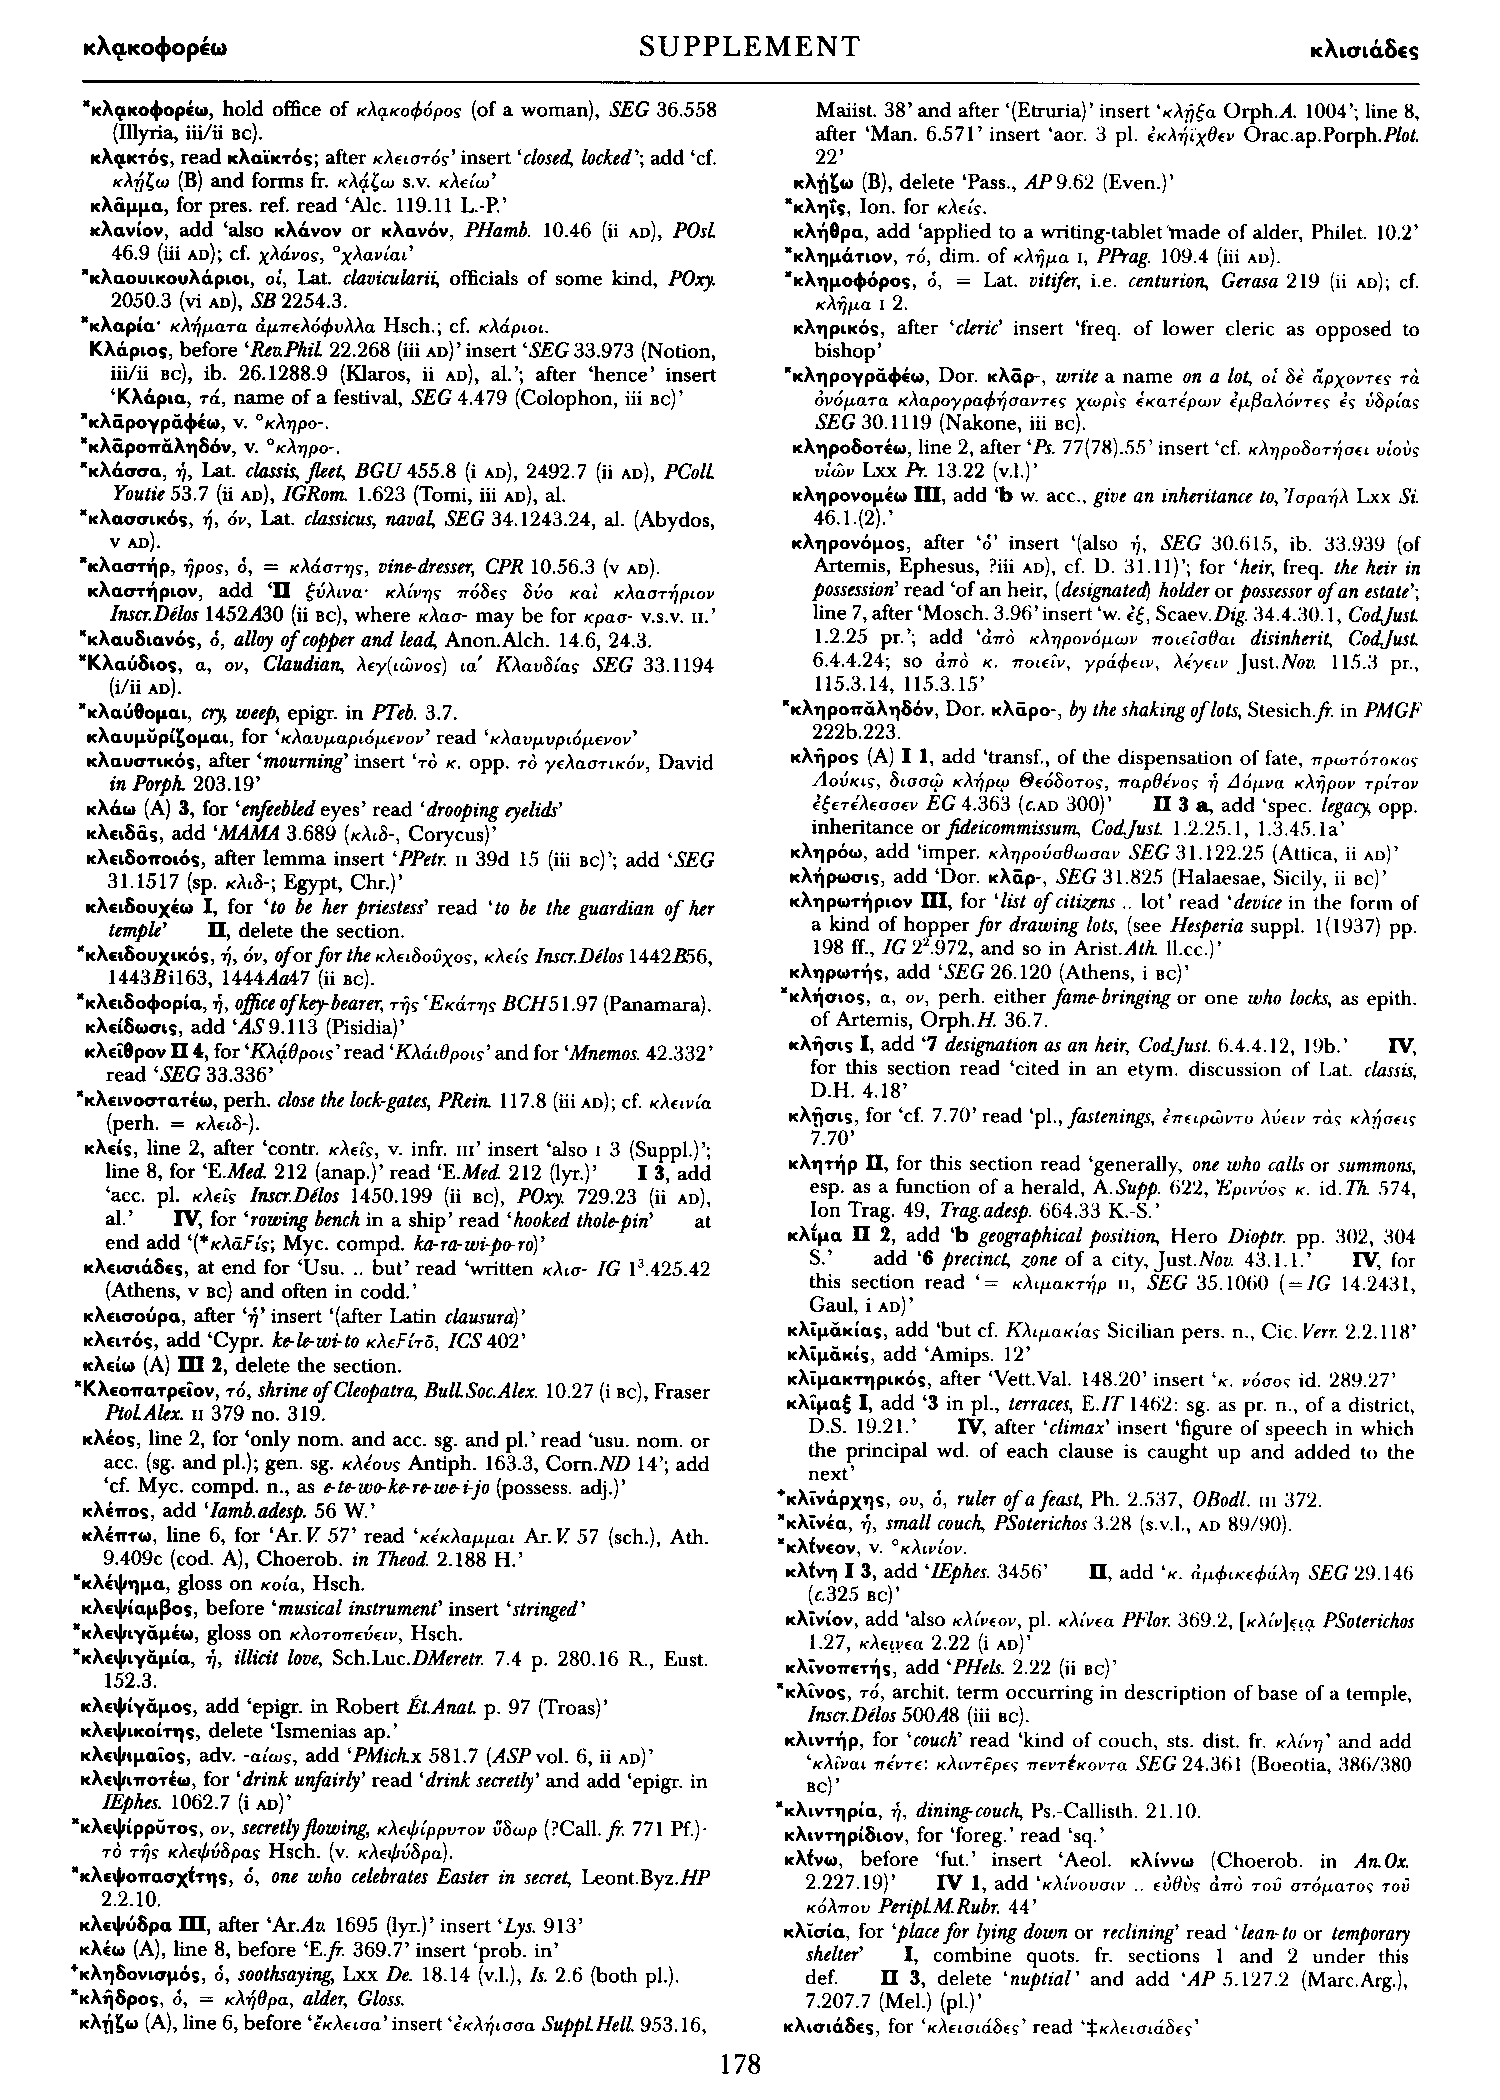 κλᾳκοφορέω SUPPLEMENT κλισιάδες
*κλᾳκοφορέω, hold office of κλᾳκοφόρος (of a woman), SEG 36.558
(Illyria, iii/ii BC).
κλᾳκτός, read κλαϊκτός; after κλειστός’ insert ‘closed, locked’; add ‘cf.
κλῄζω (B) and forms fr. κλᾴζω s.v. κλείω’
κλᾶμμα, for pres. ref. read ‘Alc. 119.11 L.-P.’
κλανίον, add ‘also κλάνον or κλανόν, PHamb. 10.46 (ii AD), POsl.
46.9 (iii AD); cf. χλάνος, °χλανίαι’
*κλαουικουλάριοι, οἱ, Lat. clavicularii, officials of some kind, POxy.
2050.3 (vi AD), SB 2254.3.
*κλαρία· κλήματα ἀμπελόφυλλα Hsch.; cf. κλάριοι.
Κλάριος, before ‘Rev.Phil. 22.268 (iii AD)’ insert ‘SEG 33.973 (Notion,
iii/ii BC), ib. 26.1288.9 (Klaros, ii AD), al.’; after ‘hence’ insert
‘Κλάρια, τά, name of a festival, SEG 4.479 (Colophon, iii BC)’
*κλᾱρογρᾰφέω, v. °κληρο-.
*κλᾱροπᾰληδόν, v. °κληρο-.
*κλάσσα, ἡ, Lat. classis, fleet, BGU 455.8 (i AD), 2492.7 (ii AD), PColl.
Youtie 53.7 (ii AD), IGRom. 1.623 (Tomi, iii AD), al.
*κλασσικός, ή, όν, Lat. classicus, naval, SEG 34.1243.24, al. (Abydos,
v AD).
*κλαστήρ, ῆρος, ὁ, = κλάστης, vine-dresser, CPR 10.56.3 (v AD).
κλαστήριον, add ‘II ξύλινα· κλίνης πόδες δύο καὶ κλαστήριον
Inscr.Délos 1452A30 (ii BC), where κλασ- may be for κρασ- v.s.v. II.’
*κλαυδιανός, ὁ, alloy of copper and lead, Anon.Alch. 14.6, 24.3.
*Κλαύδιος, α, ον, Claudian, λεγ(ιῶνος) ια′ Κλαυδίας SEG 33.1194
(i/ii AD).
*κλαύθομαι, cry, weep, epigr. in PTeb. 3.7.
κλαυμῠρίζομαι, for ‘κλαυμαριόμενον’ read ‘κλαυμυριόμενον’
κλαυστικός, after ‘mourning’ insert ‘τὸ κ. opp. τὸ γελαστικόν, David
in Porph. 203.19’
κλάω (A) 3, for ‘enfeebled eyes’ read ‘drooping eyelids’
κλειδᾶς, add ‘MAMA 3.689 (κλιδ-, Corycus)’
κλειδοποιός, after lemma insert ‘PPetr. II 39d 15 (iii BC)’; add ‘SEG
31.1517 (sp. κλιδ-; Egypt, Chr.)’
κλειδουχέω I, for ‘to be her priestess’ read ‘to be the guardian of her
temple’ II, delete the section.
*κλειδουχικός, ή, όν, of or for the κλειδοῦχος, κλείς Inscr.Délos 1442B56,
1443Bi163, 1444Aa47 (ii BC).
*κλειδοφορία, ἡ, office of key-bearer, τῆς Ἑκάτης BCH 51.97 (Panamara).
κλείδωσις, add ‘AS 9.113 (Pisidia)’
κλεῖθρον II 4, for ‘Κλᾴθροις’ read ‘Κλάιθροις’ and for ‘Mnemos. 42.332’
read ‘SEG 33.336’
*κλεινοστατέω, perh. close the lock-gates, PRein. 117.8 (iii AD); cf. κλεινία
(perh. = κλειδ-).
κλείς, line 2, after ‘contr. κλεῖς, v. infr. III’ insert ‘also I 3 (Suppl.)’;
line 8, for ‘E.Med. 212 (anap.)’ read ‘E.Med. 212 (lyr.)’ I 3, add
‘acc. pl. κλεῖς Inscr.Délos 1450.199 (ii BC), POxy. 729.23 (ii AD),
al.’ IV, for ‘rowing bench in a ship’ read ‘hooked thole-pin’ at
end add ‘(*κλᾱϝίς; Myc. compd. ka-ra-wi-po-ro)’
κλεισιάδες, at end for ‘Usu. .. but’ read ‘written κλισ- IG 1³.425.42
(Athens, v BC) and often in codd.’
κλεισούρα, after ‘ἡ’ insert ‘(after Latin clausura)’
κλειτός, add ‘Cypr. ke-le-wi-to κλεϝίτō, ICS 402’
κλείω (A) III 2, delete the section.
*Κλεοπατρεῖον, τό, shrine of Cleopatra, Bull.Soc.Alex. 10.27 (i BC), Fraser
Ptol.Alex. II 379 no. 319.
κλέος, line 2, for ‘only nom. and acc. sg. and pl.’ read ‘usu. nom. or
acc. (sg. and pl.); gen. sg. κλέους Antiph. 163.3, Corn.ND 14’; add
‘cf. Myc. compd. n., as e-te-wo-ke-re-we-i-jo (possess. adj.)’
κλέπος, add ‘Iamb.adesp. 56 W.’
κλέπτω, line 6, for ‘Ar.V. 57’ read ‘κέκλαμμαι Ar.V. 57 (sch.), Ath.
9.409c (cod. A), Choerob. in Theod. 2.188 H.’
*κλέψημα, gloss on κοία, Hsch.
κλεψίαμβος, before ‘musical instrument’ insert ‘stringed’
*κλεψιγᾰμέω, gloss on κλοτοπεύειν, Hsch.
*κλεψιγᾰμία, ἡ, illicit love, Sch.Luc.DMeretr. 7.4 p. 280.16 R., Eust.
152.3.
κλεψίγᾰμος, add ‘epigr. in Robert Ét.Anat. p. 97 (Troas)’
κλεψικοίτης, delete ‘Ismenias ap.’
κλεψιμαῖος, adv. -αίως, add ‘PMich.x 581.7 (ASP vol. 6, ii AD)’
κλεψιποτέω, for ‘drink unfairly’ read ‘drink secretly’ and add ‘epigr. in
IEphes. 1062.7 (i AD)’
*κλεψίρρῠτος, ον, secretly flowing, κλεψίρρυτον ὕδωρ (?Call. fr. 771 Pf.)·
τὸ τῆς κλεψύδρας Hsch. (v. κλεψύδρα).
*κλεψοπασχί̄της, ὁ, one who celebrates Easter in secret, Leont.Byz.HP
2.2.10.
κλεψύδρα III, after ‘Ar.Av. 1695 (lyr.)’ insert ‘Lys. 913’
κλέω (A), line 8, before ‘E.fr. 369.7’ insert ‘prob. in’
⁺κληδονισμός, ὁ, soothsaying, Lxx De. 18.14 (v.l.), Is. 2.6 (both pl.).
*κλῆδρος, ὁ, = κλήθρα, alder, Gloss.
κλῄζω (A), line 6, before ‘ἔκλεισα’ insert ‘ἐκλήισσα Suppl.Hell. 953.16,
Maiist. 38’ and after ‘(Etruria)’ insert ‘κλῇξα Orph.A. 1004’; line 8,
after ‘Man. 6.571’ insert ‘aor. 3 pl. ἐκλήϊχθεν Orac.ap.Porph.Plot.
22’
κλῄζω (B), delete ‘Pass., AP 9.62 (Even.)’
*κληΐς, Ion. for κλείς.
κλήθρα, add ‘applied to a writing-tablet made of alder, Philet. 10.2’
*κλημάτιον, τό, dim. of κλῆμα I, PPrag. 109.4 (iii AD).
*κλημοφόρος, ὁ, = Lat. vitifer, i.e. centurion, Gerasa 219 (ii AD); cf.
κλῆμα I 2.
κληρικός, after ‘cleric’ insert ‘freq. of lower cleric as opposed to
bishop’
*κληρογρᾰφέω, Dor. κλᾱρ-, write a name on a lot, οἱ δὲ ἄρχοντες τὰ
ὀνόματα κλαρογραφήσαντες χωρὶς ἑκατέρων ἐμβαλόντες ἐς ὑδρίας
SEG 30.1119 (Nakone, iii BC).
κληροδοτέω, line 2, after ‘Ps. 77(78).55’ insert ‘cf. κληροδοτήσει υἱοὺς
υἱῶν Lxx Pr. 13.22 (v.l.)’
κληρονομέω III, add ‘b w. acc., give an inheritance to, Ἰσραήλ Lxx Si.
46.1.(2).’
κληρονόμος, after ‘ὁ’ insert ‘(also ἡ, SEG 30.615, ib. 33.939 (of
Artemis, Ephesus, ?iii AD), cf. D. 31.11)’; for ‘heir, freq. the heir in
possession’ read ‘of an heir, (designated) holder or possessor of an estate’;
line 7, after ‘Mosch. 3.96’ insert ‘w. ἐξ, Scaev.Dig. 34.4.30.1, Cod.Just.
1.2.25 pr.’; add ‘ἀπὸ κληρονόμων ποιεῖσθαι disinherit, Cod.Just.
6.4.4.24; so ἀπὸ κ. ποιεῖν, γράφειν, λέγειν Just.Nov. 115.3 pr.,
115.3.14, 115.3.15’
*κληροπᾰληδόν, Dor. κλᾱρο-, by the shaking of lots, Stesich.fr. in PMGF
222b.223.
κλῆρος (A) I 1, add ‘transf., of the dispensation of fate, πρωτότοκος
Λούκις, δισσῷ κλήρῳ Θεόδοτος, παρθένος ἡ Δόμνα κλῆρον τρίτον
ἐξετέλεσσεν EG 4.363 (c.AD 300)’ II 3 a, add ‘spec. legacy, opp.
inheritance or fideicommissum, Cod.Just. 1.2.25.1, 1.3.45.1a’
κληρόω, add ‘imper. κληρούσθωσαν SEG 31.122.25 (Attica, ii AD)’
κλήρωσις, add ‘Dor. κλᾱρ-, SEG 31.825 (Halaesae, Sicily, ii BC)’
κληρωτήριον III, for ‘list of citizens .. lot’ read ‘device in the form of
a kind of hopper for drawing lots, (see Hesperia suppl. 1(1937) pp.
198 ff., IG 2².972, and so in Arist.Ath. ll.cc.)’
κληρωτής, add ‘SEG 26.120 (Athens, i BC)’
*κλήσιος, α, ον, perh. either fame-bringing or one who locks, as epith.
of Artemis, Orph.H. 36.7.
κλῆσις I, add ‘7 designation as an heir, Cod.Just. 6.4.4.12, 19b.’ IV,
for this section read ‘cited in an etym. discussion of Lat. classis,
D.H. 4.18’
κλῇσις, for ‘cf. 7.70’ read ‘pl., fastenings, ἐπειρῶντο λύειν τὰς κλῄσεις
7.70’
κλητήρ II, for this section read ‘generally, one who calls or summons,
esp. as a function of a herald, A.Supp. 622, Ἐρινύος κ. id.Th. 574,
Ion Trag. 49, Trag.adesp. 664.33 K.-S.’
κλίμα II 2, add ‘b geographical position, Hero Dioptr. pp. 302, 304
S.’ add ‘6 precinct, zone of a city, Just.Nov. 43.1.1.’ IV, for
this section read ‘= κλιμακτήρ II, SEG 35.1060 (=IG 14.2431,
Gaul, i AD)’
κλῑμᾰκίας, add ‘but cf. Κλιμακίας Sicilian pers. n., Cic.Verr. 2.2.118’
κλῑμᾰκίς, add ‘Amips. 12’
κλῑμακτηρικός, after ‘Vett.Val. 148.20’ insert ‘κ. νόσος id. 289.27’
κλῖμαξ I, add ‘3 in pl., terraces, E.IT 1462: sg. as pr. n., of a district,
D.S. 19.21.’ IV, after ‘climax’ insert ‘figure of speech in which
the principal wd. of each clause is caught up and added to the
next’
⁺κλῑνάρχης, ου, ὁ, ruler of a feast, Ph. 2.537, OBodl. III 372.
*κλῑνέα, ἡ, small couch, PSoterichos 3.28 (s.v.l., AD 89/90).
*κλί̄νεον, v. °κλινίον.
κλί̄νη I 3, add ‘IEphes. 3456’ II, add ‘κ. ἀμφικεφάλη SEG 29.146
(c.325 BC)’
κλῑνίον, add ‘also κλίνεον, pl. κλίνεα PFlor. 369.2, [κλίν]ε̣ια̣ PSoterichos
1.27, κλει̣ν̣εα 2.22 (i AD)’
κλῑνοπετής, add ‘PHels. 2.22 (ii BC)’
*κλῖνος, τό, archit. term occurring in description of base of a temple,
Inscr.Délos 500A8 (iii BC).
κλιντήρ, for ‘couch’ read ‘kind of couch, sts. dist. fr. κλίνη’ and add
‘κλῖναι πέντε: κλιντε͂ρες πεντέκοντα SEG 24.361 (Boeotia, 386/380
BC)’
*κλιντηρία, ἡ, dining-couch, Ps.-Callisth. 21.10.
κλιντηρίδιον, for ‘foreg.’ read ‘sq.’
κλί̄νω, before ‘fut.’ insert ‘Aeol. κλίννω (Choerob. in An.Ox.
2.227.19)’ IV 1, add ‘κλίνουσιν .. εὐθὺς ἀπὸ τοῦ στόματος τοῦ
κόλπου Peripl.M.Rubr. 44’
κλῐσία, for ‘place for lying down or reclining’ read ‘lean-to or temporary
shelter’ I, combine quots. fr. sections 1 and 2 under this
def. II 3, delete ‘nuptial’ and add ‘AP 5.127.2 (Marc.Arg.),
7.207.7 (Mel.) (pl.)’
κλισιάδες, for ‘κλεισιάδες’ read ‘‡κλεισιάδες’
178